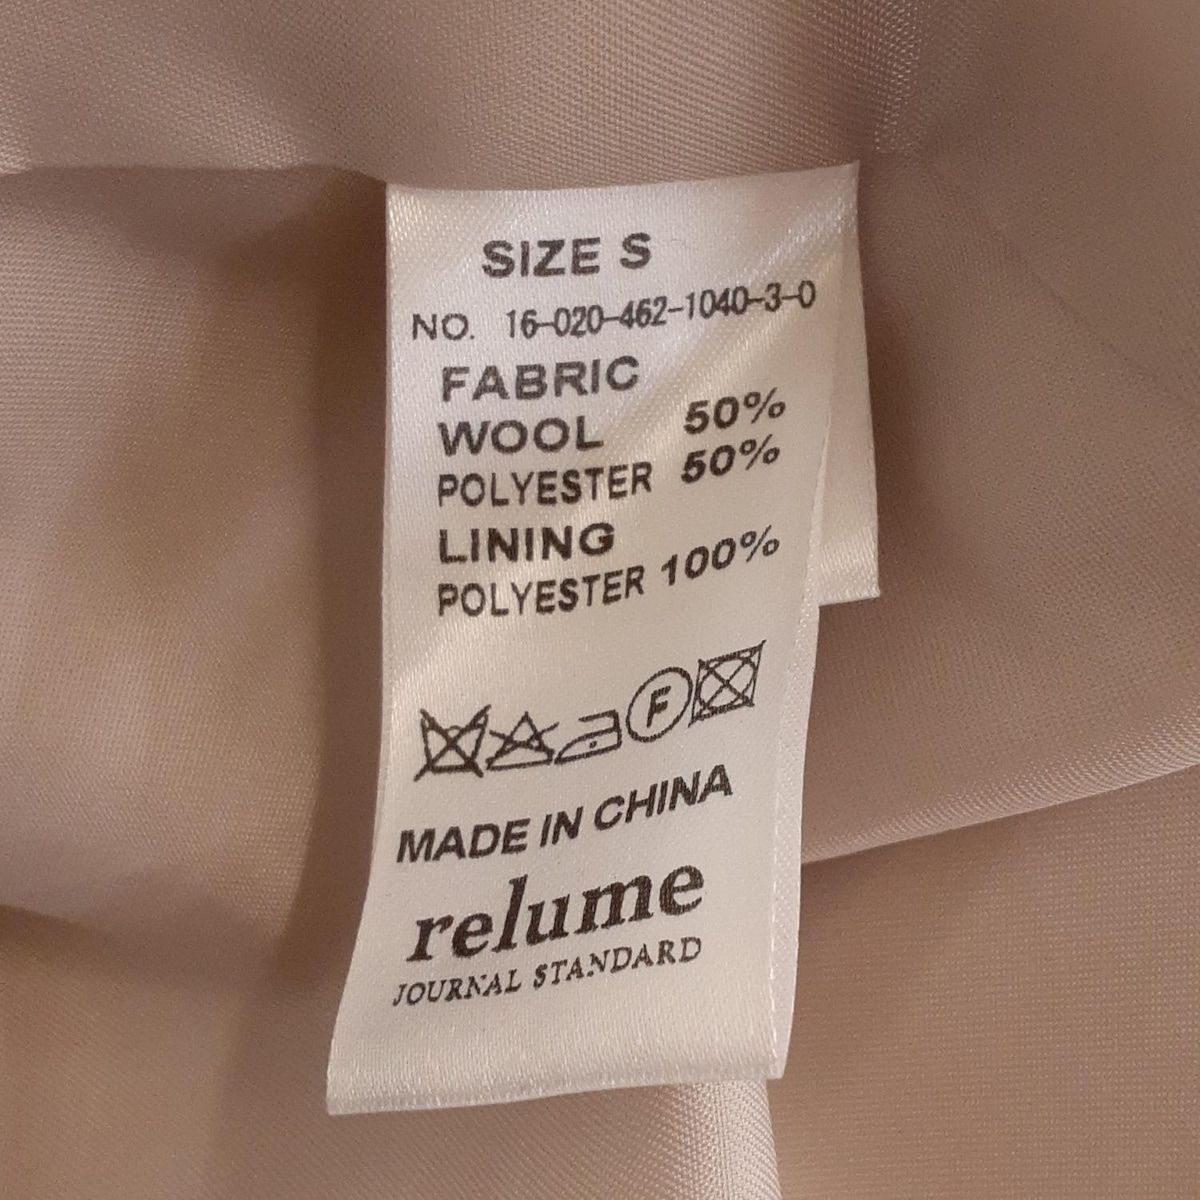 SIZE S
NO. 16-020-462-1040-3-0
FABRIC
WOOL 50%
POLYESTER 50%
LINING
POLYESTER 100%
F
MADE IN CHINA
relume
JOURNAL STANDARD